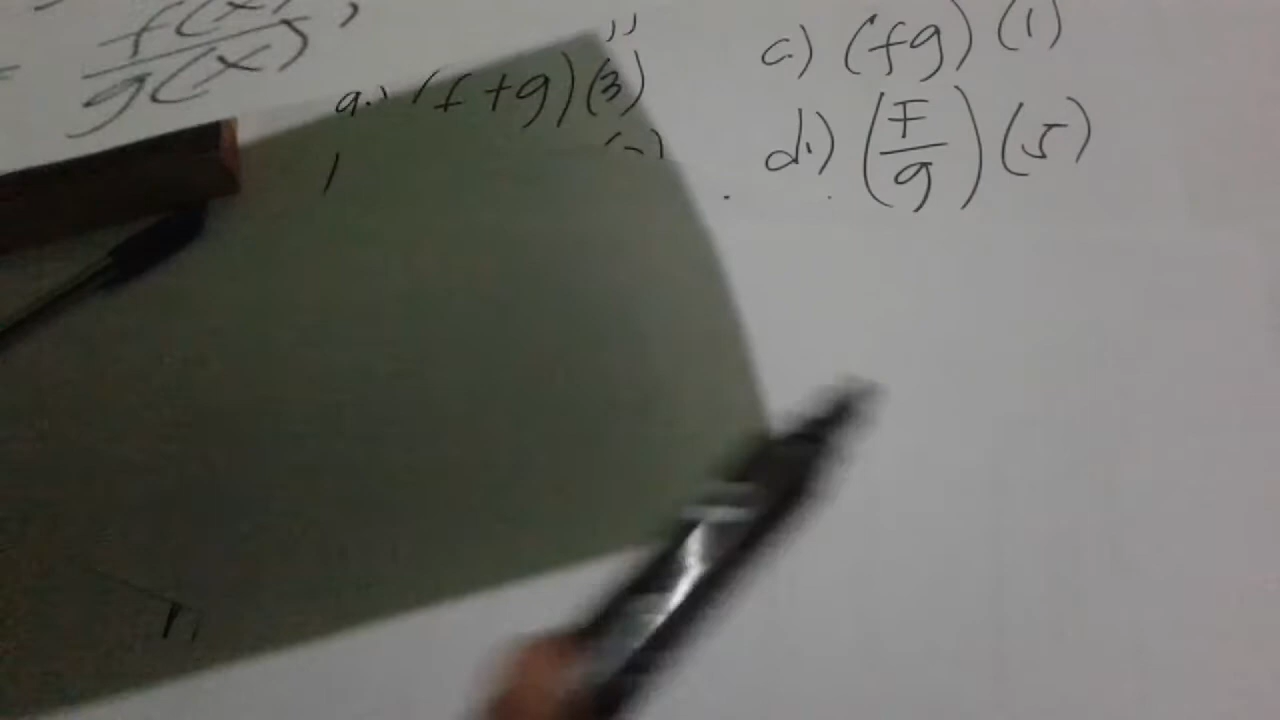 f(x)
g(x)
a.) (f+g)(3)
c.) (fg)(1)
d.) (F/g)(5)